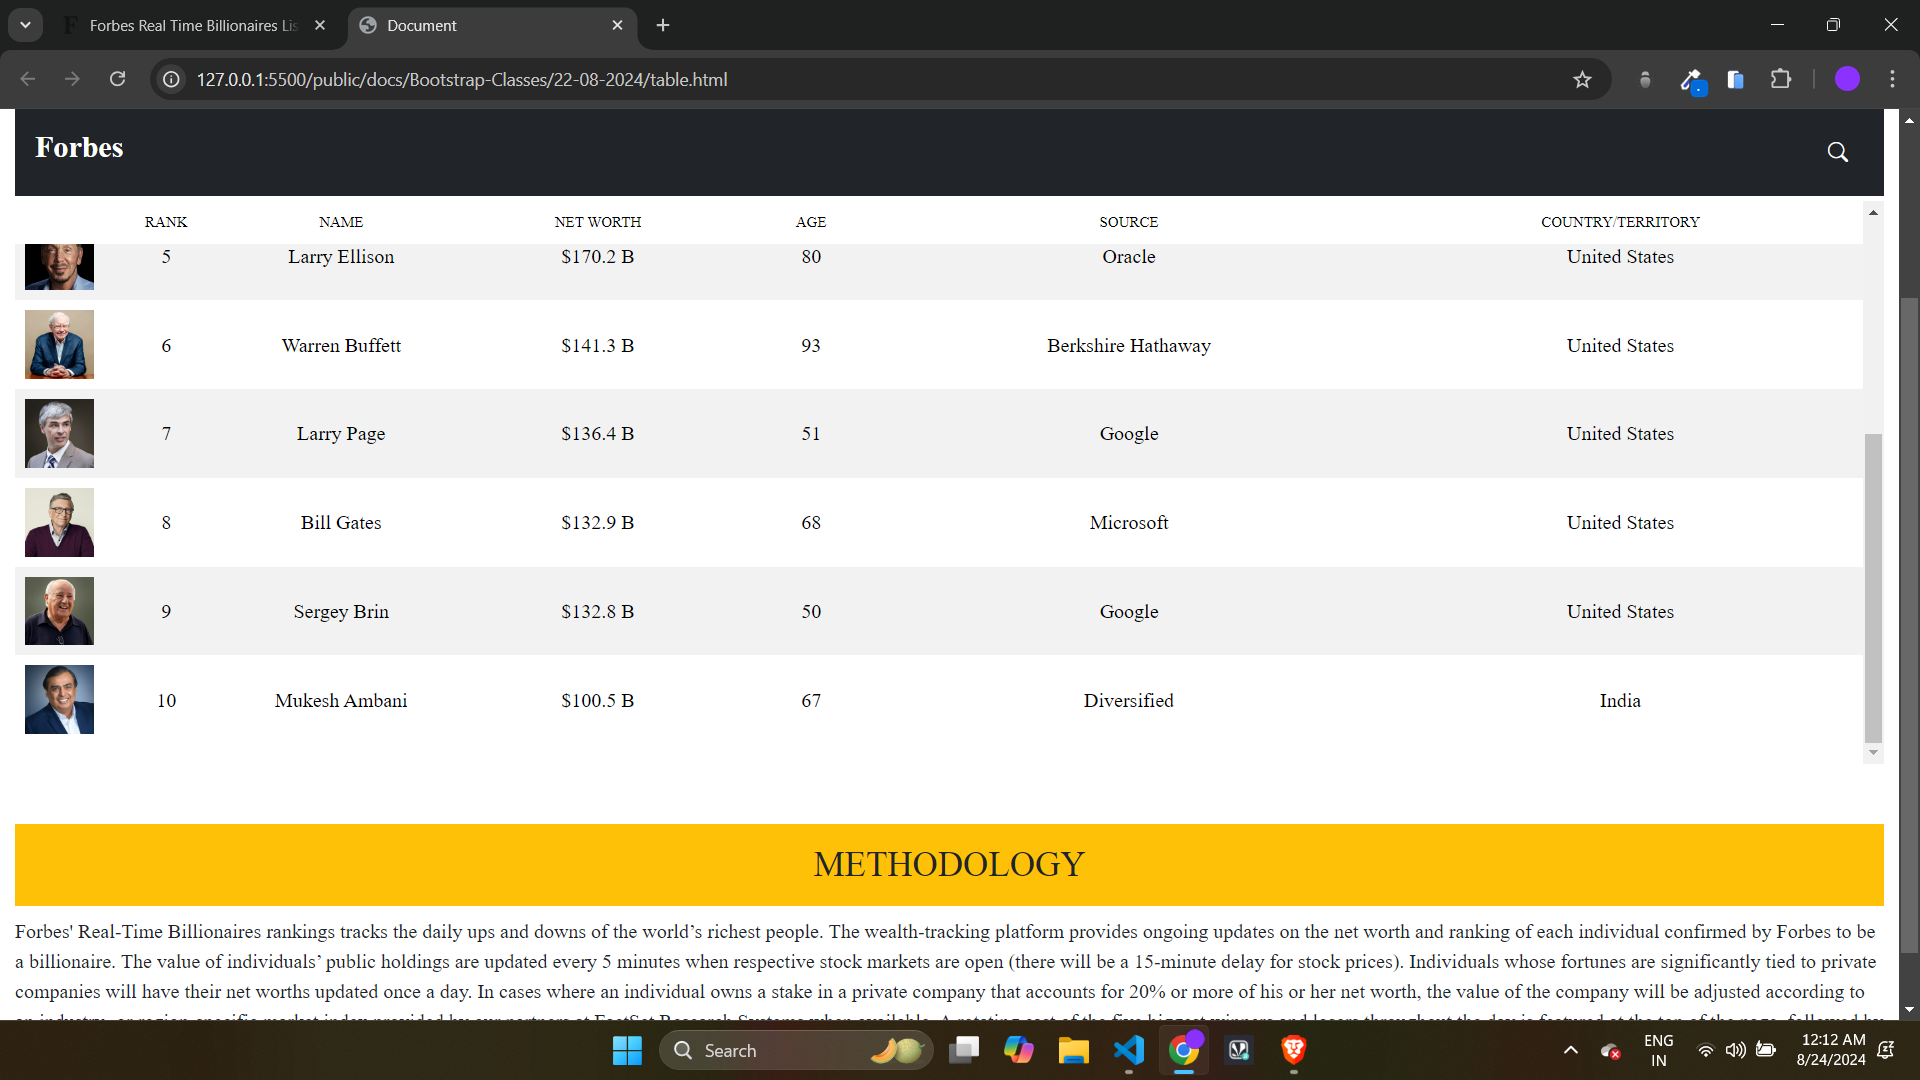 Forbes Real Time Billionaires Lis
Document
127.0.0.1:5500/public/docs/Bootstrap-Classes/22-08-2024/table.html
Forbes
RANK NAME NET WORTH AGE SOURCE COUNTRY/TERRITORY
5 Larry Ellison $170.2 B 80 Oracle United States
6 Warren Buffett $141.3 B 93 Berkshire Hathaway United States
7 Larry Page $136.4 B 51 Google United States
8 Bill Gates $132.9 B 68 Microsoft United States
9 Sergey Brin $132.8 B 50 Google United States
10 Mukesh Ambani $100.5 B 67 Diversified India
METHODOLOGY
Forbes' Real-Time Billionaires rankings tracks the daily ups and downs of the world’s richest people. The wealth-tracking platform provides ongoing updates on the net worth and ranking of each individual confirmed by Forbes to be
a billionaire. The value of individuals’ public holdings are updated every 5 minutes when respective stock markets are open (there will be a 15-minute delay for stock prices). Individuals whose fortunes are significantly tied to private
companies will have their net worths updated once a day. In cases where an individual owns a stake in a private company that accounts for 20% or more of his or her net worth, the value of the company will be adjusted according to
Search
ENG
IN
12:12 AM
8/24/2024